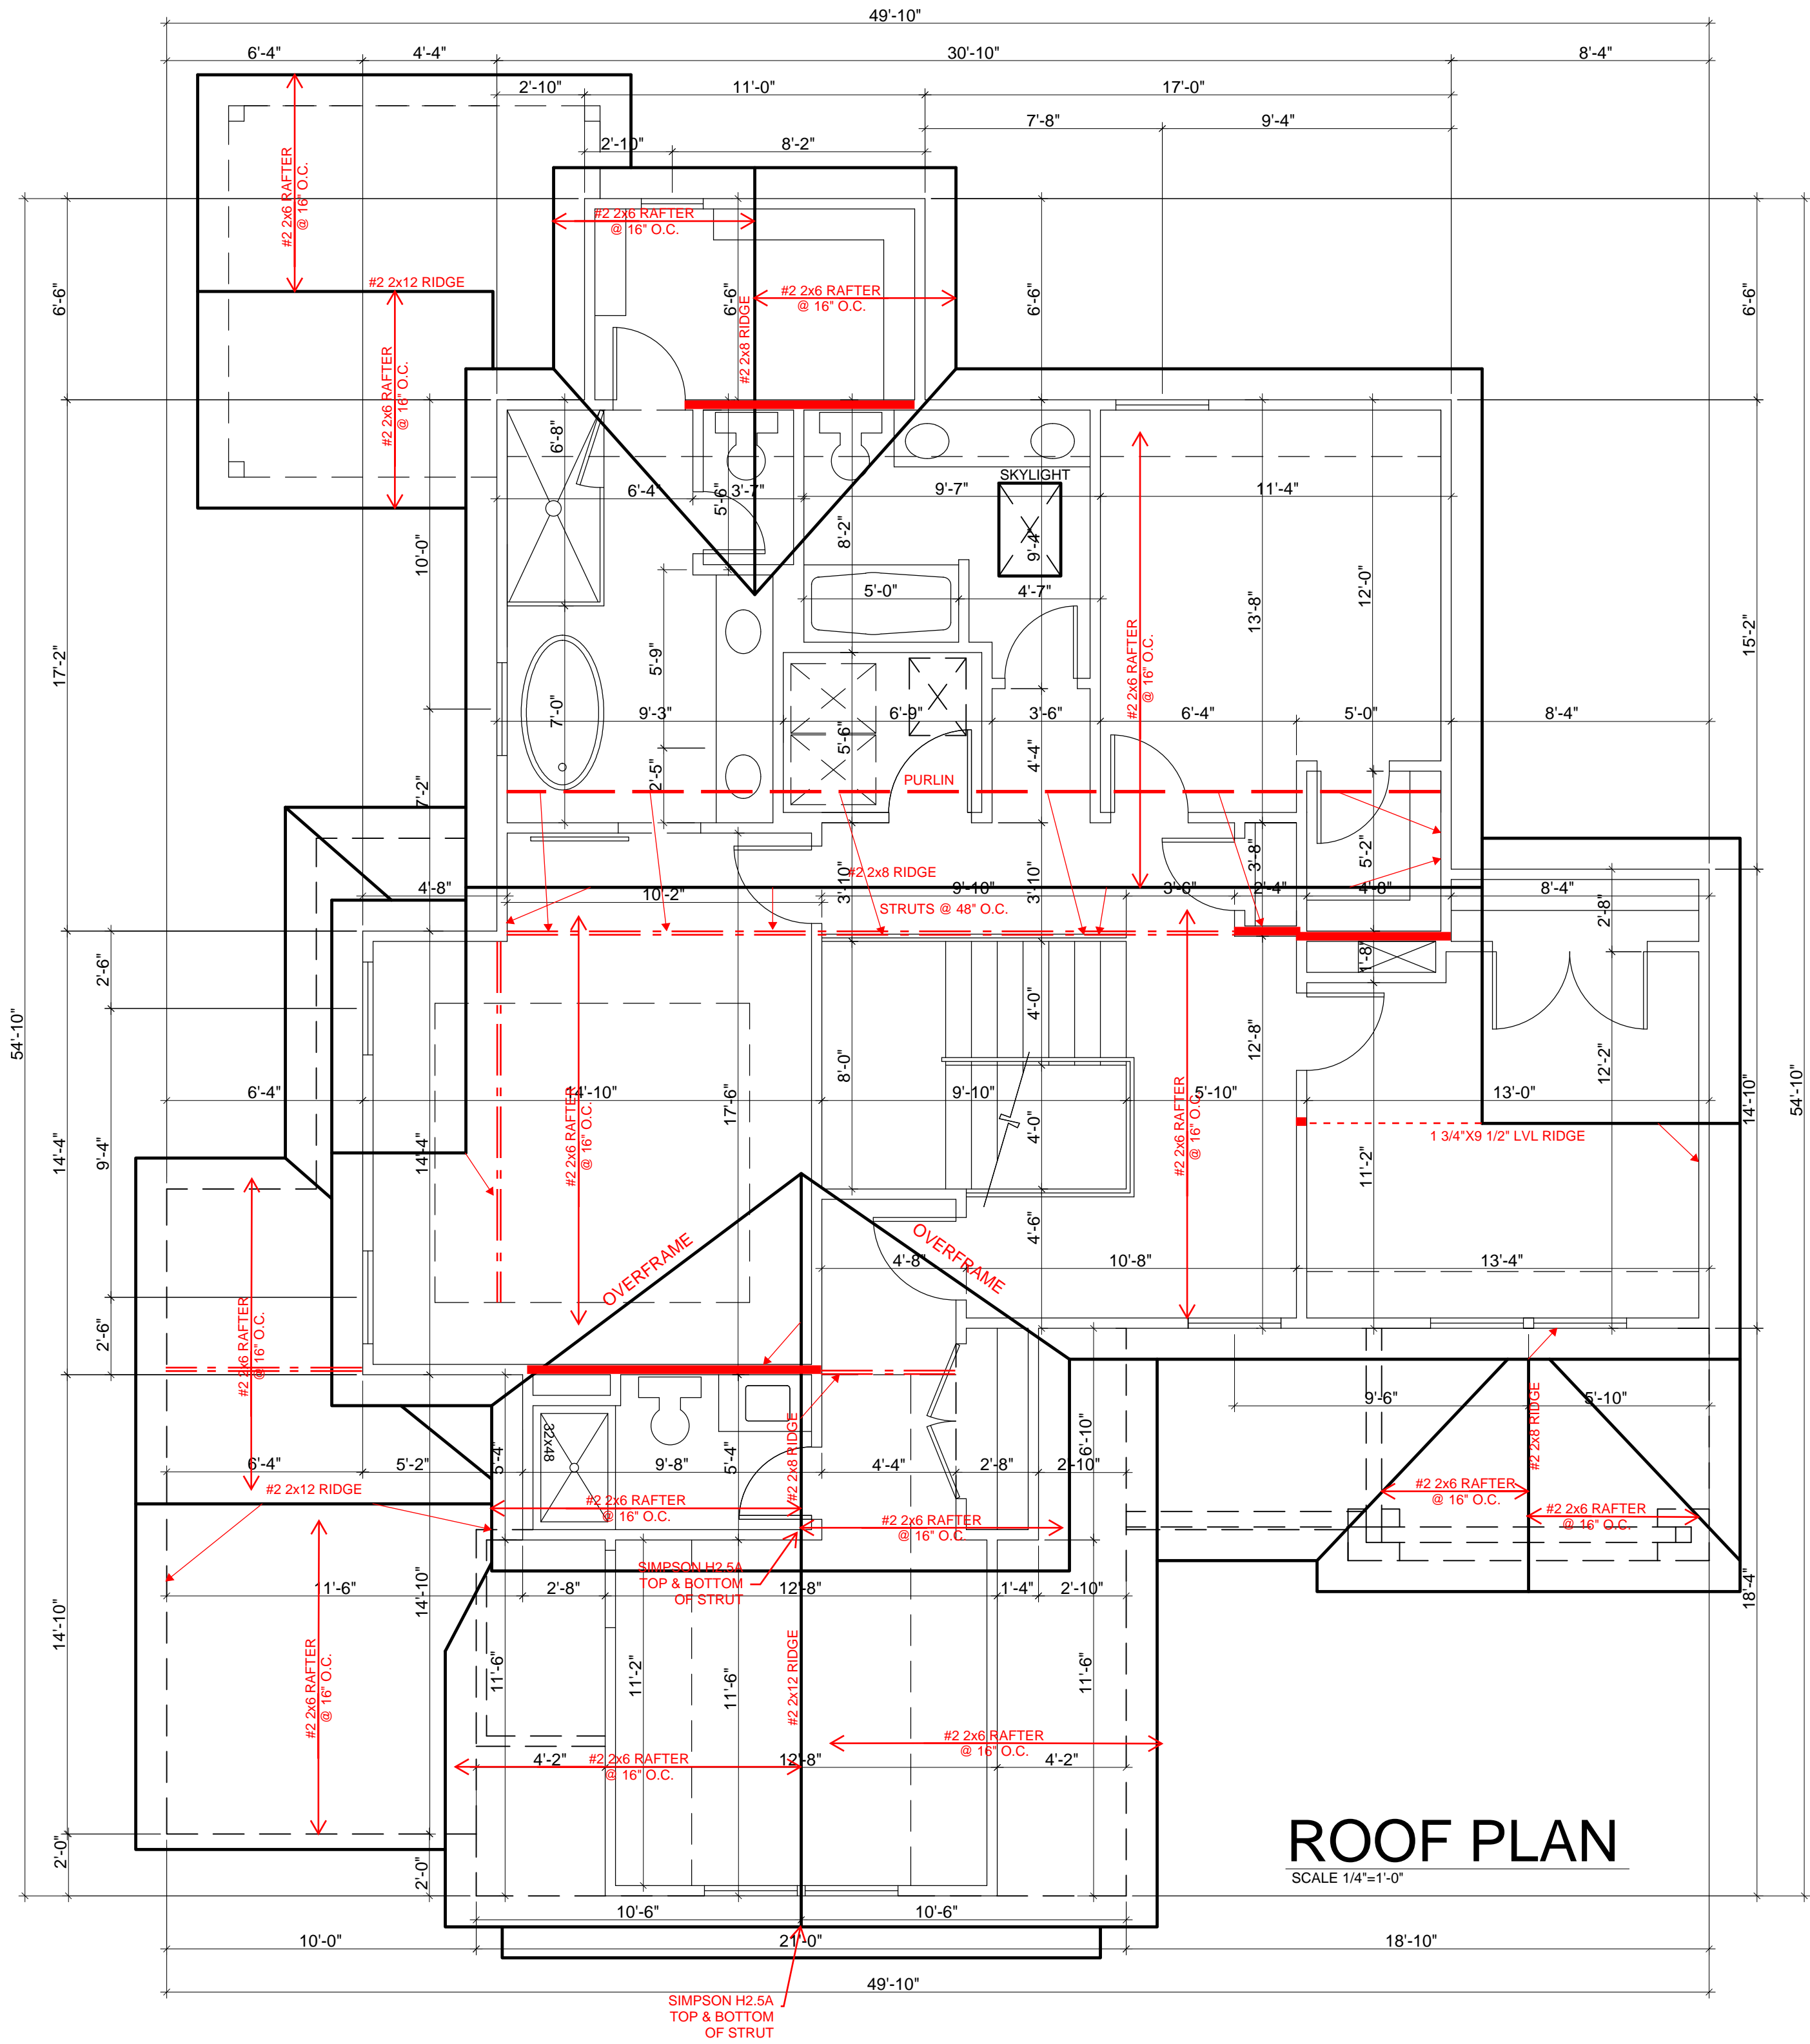 49'-10"
6'-4" 4'-4" 30'-10" 8'-4"
2'-10" 11'-0" 17'-0"
7'-8" 9'-4"
2'-10" 8'-2"
#2 2x6 RAFTER
@ 16" O.C.
#2 2x6 RAFTER
@ 16" O.C.
#2 2x12 RIDGE
#2 2x6 RAFTER
@ 16" O.C.
6'-6"
6'-6"
#2 2x8 RIDGE
#2 2x6 RAFTER
@ 16" O.C.
6'-6"
6'-6"
6'-8"
SKYLIGHT
6'-4" 3'-7" 9'-7" 11'-4"
5'-6"
8'-2"
9'-4"
10'-0"
5'-0" 4'-7"
13'-8"
12'-0"
17'-2"
15'-2"
5'-9"
#2 2x6 RAFTER
@ 16" O.C.
7'-0"
9'-3" 6'-9" 3'-6" 6'-4" 5'-0" 8'-4"
5'-6"
4'-4"
2'-5"
7'-2"
PURLIN
3'-8"
5'-2"
#2 2x8 RIDGE
3'-10"
3'-10"
4'-8" 10'-2" 9'-10" 3'-6" 2'-4" 4'-8" 8'-4"
STRUTS @ 48" O.C.
2'-8"
1'-8"
2'-6"
4'-0"
54'-10"
12'-8"
12'-2"
8'-0"
6'-4" 14'-10" 9'-10" 5'-10" 13'-0"
17'-6"
#2 2x6 RAFTER
@ 16" O.C.
#2 2x6 RAFTER
@ 16" O.C.
14'-10"
54'-10"
4'-0"
1 3/4"X9 1/2" LVL RIDGE
14'-4"
9'-4"
14'-4"
11'-2"
4'-6"
OVERFRAME
OVERFRAME
4'-8" 10'-8" 13'-4"
2'-6"
#2 2x6 RAFTER
@ 16" O.C.
9'-6" 5'-10"
#2 2x8 RIDGE
32x48
5'-4"
5'-4"
6'-10"
6'-4" 5'-2" 9'-8" 4'-4" 2'-8" 2'-10"
#2 2x8 RIDGE
#2 2x12 RIDGE
#2 2x6 RAFTER
@ 16" O.C.
#2 2x6 RAFTER
@ 16" O.C.
#2 2x6 RAFTER
@ 16" O.C.
#2 2x6 RAFTER
@ 16" O.C.
SIMPSON H2.5A
TOP & BOTTOM
OF STRUT
11'-6" 2'-8" 12'-8" 1'-4" 2'-10"
14'-10"
14'-10"
18'-4"
#2 2x6 RAFTER
@ 16" O.C.
11'-6"
11'-2"
11'-6"
#2 2x12 RIDGE
11'-6"
#2 2x6 RAFTER
@ 16" O.C.
4'-2" #2 2x6 RAFTER
@ 16" O.C.
12'-8" 4'-2"
2'-0"
2'-0"
ROOF PLAN
SCALE 1/4"=1'-0"
10'-6" 10'-6"
10'-0" 21'-0" 18'-10"
49'-10"
SIMPSON H2.5A
TOP & BOTTOM
OF STRUT